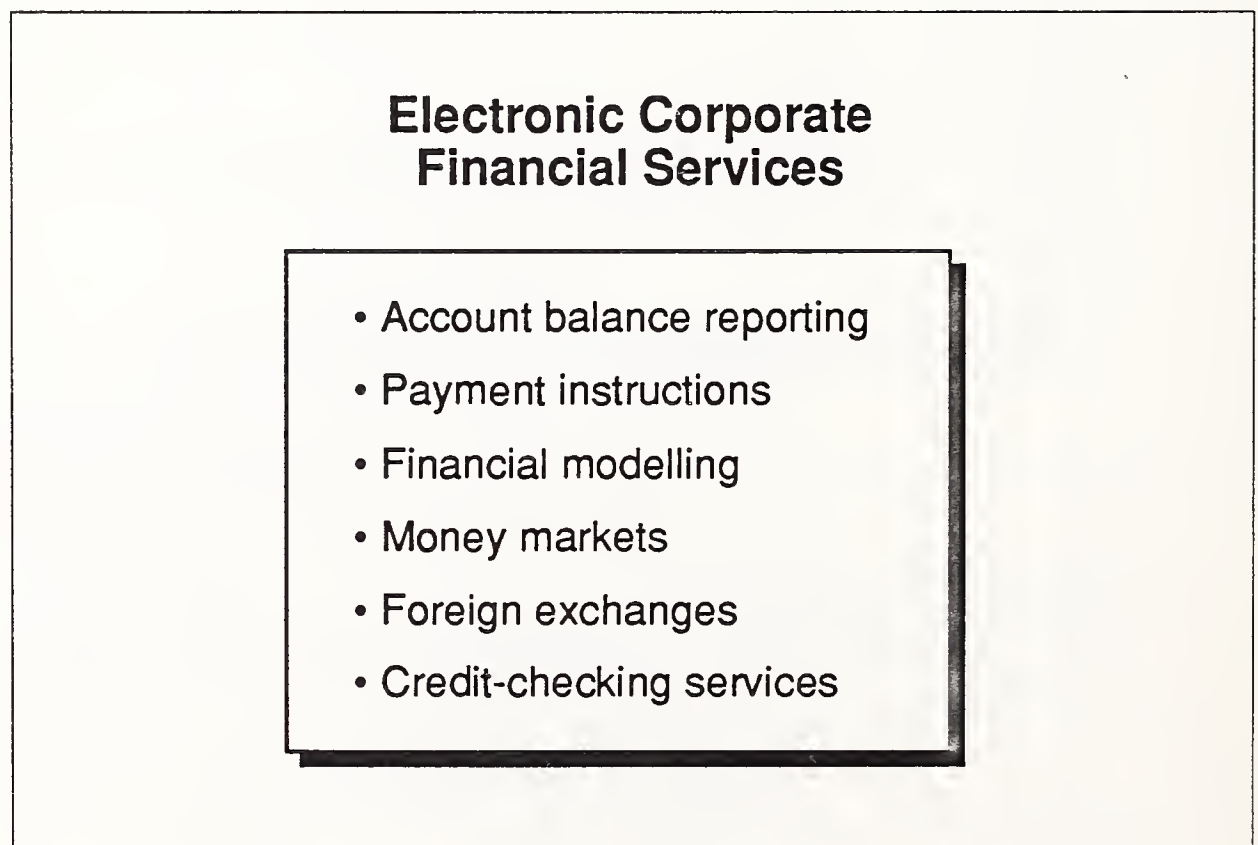 Electronic Corporate
Financial Services
• Account balance reporting
• Payment instructions
• Financial modelling
• Money markets
• Foreign exchanges
• Credit-checking services